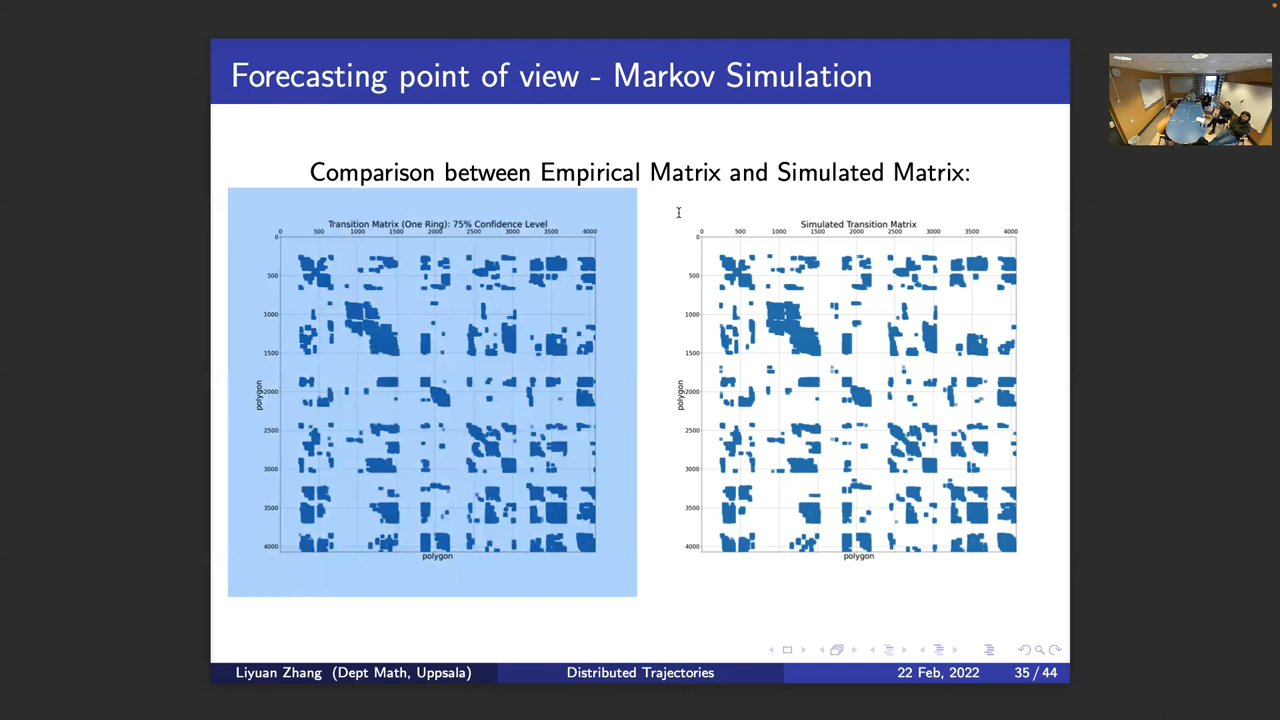 Forecasting point of view - Markov Simulation
Comparison between Empirical Matrix and Simulated Matrix:
Transition Matrix (One Ring): 75% Confidence Level
0 500 1000 1500 2000 2500 3000 3500 4000
0
500
1000
1500
2000
2500
3000
3500
4000
polygon
polygon
Simulated Transition Matrix
0 500 1000 1500 2000 2500 3000 3500 4000
0
500
1000
1500
2000
2500
3000
3500
4000
polygon
polygon
Liyuan Zhang (Dept Math, Uppsala) Distributed Trajectories 22 Feb, 2022 35 / 44